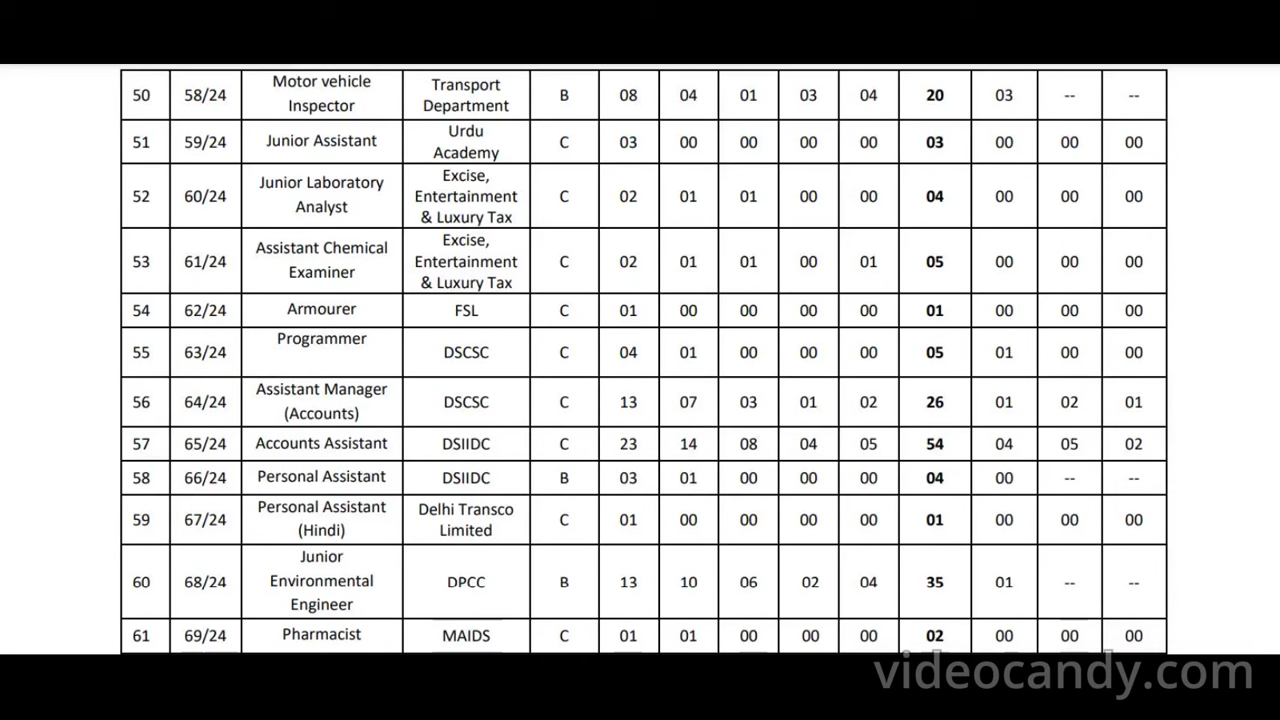 50 58/24 Motor vehicle Inspector Transport Department B 08 04 01 03 04 20 03 -- --
51 59/24 Junior Assistant Urdu Academy C 03 00 00 00 00 03 00 00 00
52 60/24 Junior Laboratory Analyst Excise, Entertainment & Luxury Tax C 02 01 01 00 00 04 00 00 00
53 61/24 Assistant Chemical Examiner Excise, Entertainment & Luxury Tax C 02 01 01 00 01 05 00 00 00
54 62/24 Armourer FSL C 01 00 00 00 00 01 00 00 00
55 63/24 Programmer DSCSC C 04 01 00 00 00 05 01 00 00
56 64/24 Assistant Manager (Accounts) DSCSC C 13 07 03 01 02 26 01 02 01
57 65/24 Accounts Assistant DSIIDC C 23 14 08 04 05 54 04 05 02
58 66/24 Personal Assistant DSIIDC B 03 01 00 00 00 04 00 -- --
59 67/24 Personal Assistant (Hindi) Delhi Transco Limited C 01 00 00 00 00 01 00 00 00
60 68/24 Junior Environmental Engineer DPCC B 13 10 06 02 04 35 01 -- --
61 69/24 Pharmacist MAIDS C 01 01 00 00 00 02 00 00 00
videocandy.com